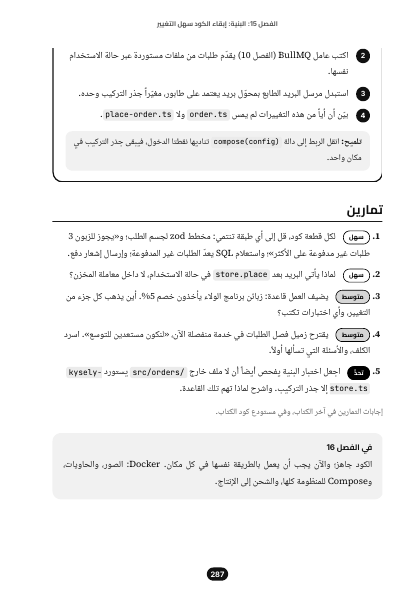 الفصل 15: البنية: إبقاء الكود سهل التغيير
2 اكتب عامل BullMQ (الفصل 10) يقدّم طلبات من ملفات مستوردة عبر حالة الاستخدام
نفسها.
3 استبدل مرسل البريد الطابع بمحوّل بريد يعتمد على طابور، مغيّراً جذر التركيب وحده.
4 بيّن أن أياً من هذه التغييرات لم يمس order.ts ولا place-order.ts.
تلميح: انقل الربط إلى دالة compose(config) تناديها نقطتا الدخول، فيبقى جذر التركيب في
مكان واحد.
تمارين
1. سهل لكل قطعة كود، قل إلى أي طبقة تنتمي: مخطط zod لجسم الطلب؛ و«يجوز للزبون 3
طلبات غير مدفوعة على الأكثر»؛ واستعلام SQL يعدّ الطلبات غير المدفوعة؛ وإرسال إشعار دفع.
2. سهل لماذا يأتي البريد بعد store.place في حالة الاستخدام، لا داخل معاملة المخزن؟
3. متوسط يضيف العمل قاعدة: زبائن برنامج الولاء يأخذون خصم 5%. أين يذهب كل جزء من
التغيير، وأي اختبارات تكتب؟
4. متوسط يقترح زميل فصل الطلبات في خدمة منفصلة الآن، «لنكون مستعدين للتوسع». اسرد
الكلف، والأسئلة التي تسألها أولاً.
5. تحدٍّ اجعل اختبار البنية يفحص أيضاً أن لا ملف خارج src/orders/ يستورد kysely-
store.ts إلا جذر التركيب. واشرح لماذا تهم تلك القاعدة.
إجابات التمارين في آخر الكتاب، وفي مستودع كود الكتاب.
في الفصل 16
الكود جاهز؛ والآن يجب أن يعمل بالطريقة نفسها في كل مكان. Docker: الصور، والحاويات،
وCompose للمنظومة كلها، والشحن إلى الإنتاج.
287